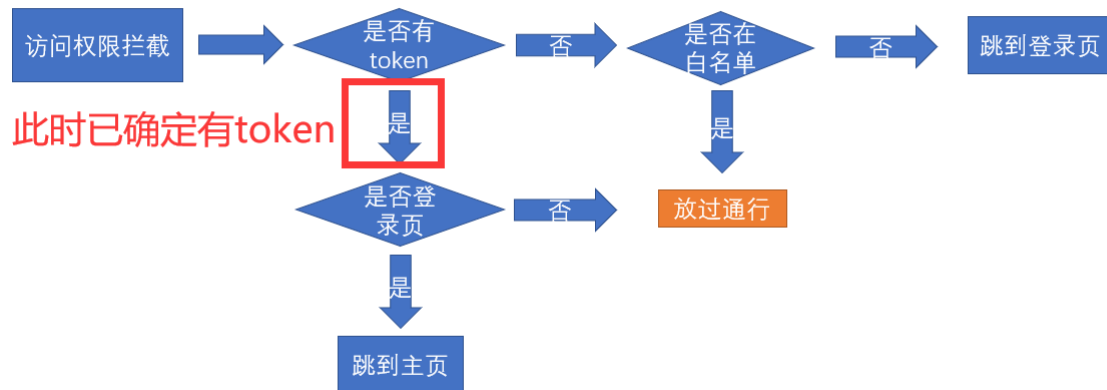 访问权限拦截
是否有
token
否
是否在
白名单
否
跳到登录页
此时已确定有token
是
是
是否登
录页
否
放过通行
是
跳到主页